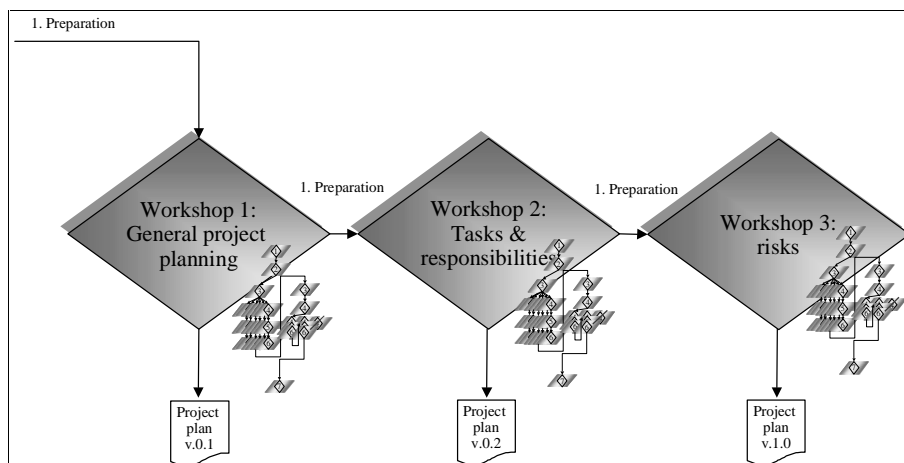 1. Preparation
Workshop 1:
General project
planning
1. Preparation
Workshop 2:
Tasks &
responsibilities
1. Preparation
Workshop 3:
risks
Project
plan
v.0.1
Project
plan
v.0.2
Project
plan
v.1.0